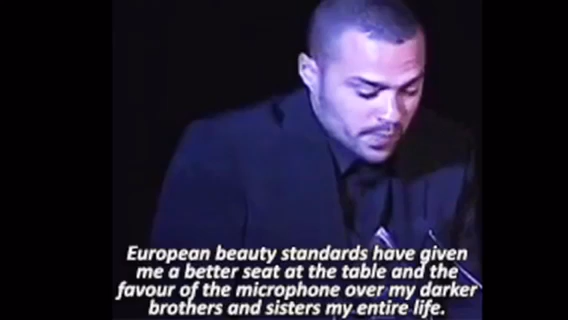 European beauty standards have given
me a better seat at the table and the
favour of the microphone over my darker
brothers and sisters my entire life.